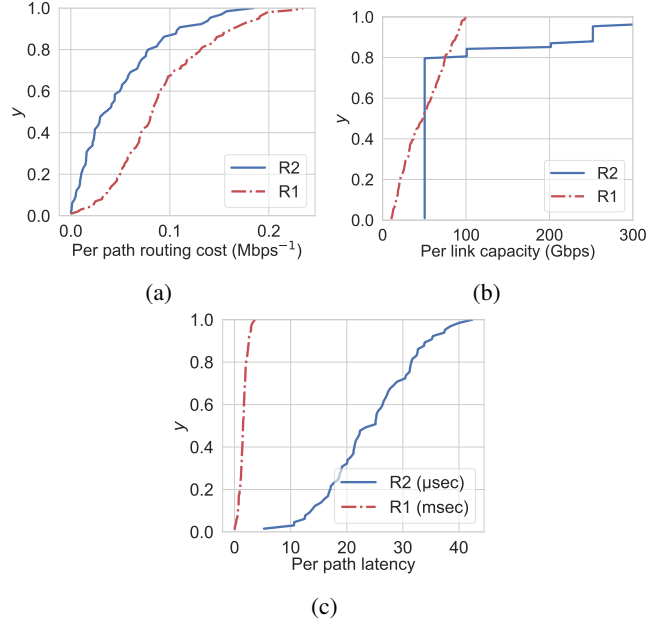 1.0
0.8
0.6
0.4
0.2
0.0
y
R2
R1
0.0 0.1 0.2
Per path routing cost (Mbps⁻¹)
(a)
1.0
0.8
0.6
0.4
0.2
0.0
y
R2
R1
0 100 200 300
Per link capacity (Gbps)
(b)
1.0
0.8
0.6
0.4
0.2
0.0
y
R2 (μsec)
R1 (msec)
0 10 20 30 40
Per path latency
(c)